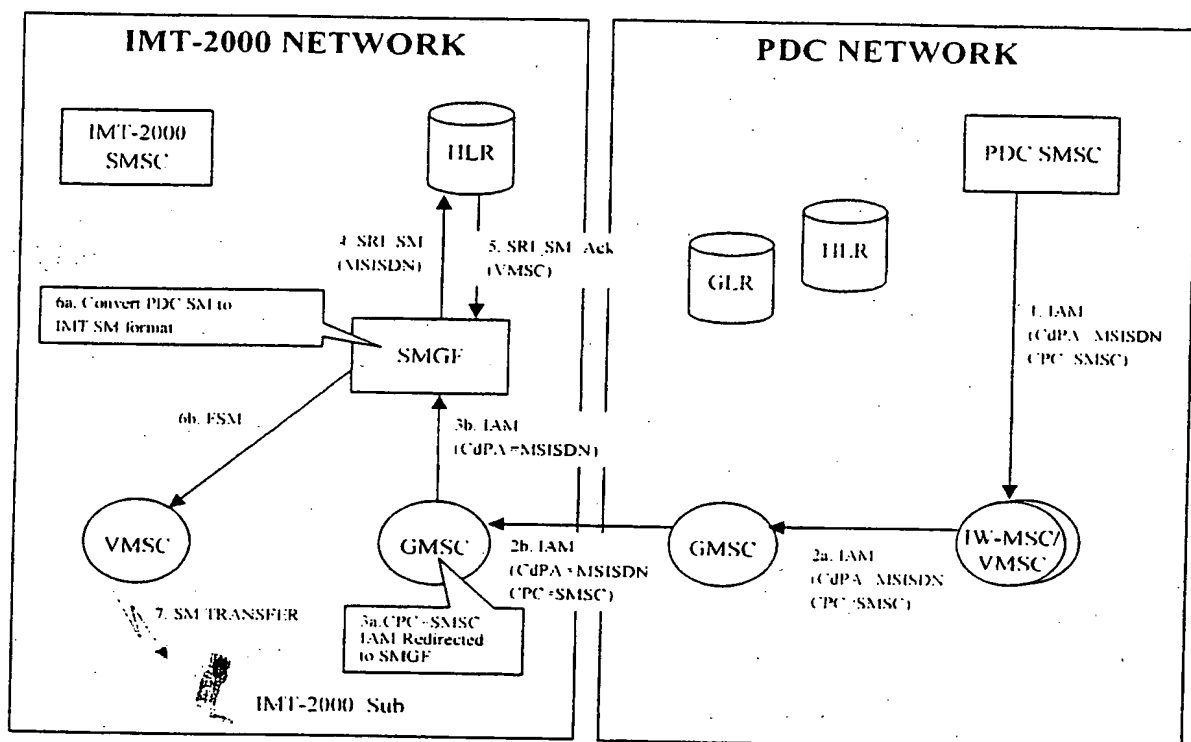 IMT-2000 NETWORK
PDC NETWORK
IMT-2000
SMSC
HLR
PDC SMSC
HLR
GLR
4. SRI_SM
(MSISDN)
5. SRI_SM_Ack
(VMSC)
6a. Convert PDC SM to
IMT SM format
SMGF
1. IAM
(CdPA=MSISDN
CPC=SMSC)
6b. FSM
3b. IAM
(CdPA=MSISDN)
VMSC
GMSC
GMSC
IW-MSC/
VMSC
2b. IAM
(CdPA=MSISDN
CPC=SMSC)
2a. IAM
(CdPA=MSISDN
CPC=SMSC)
7. SM TRANSFER
3a.CPC=SMSC
IAM Redirected
to SMGF
IMT-2000 Sub